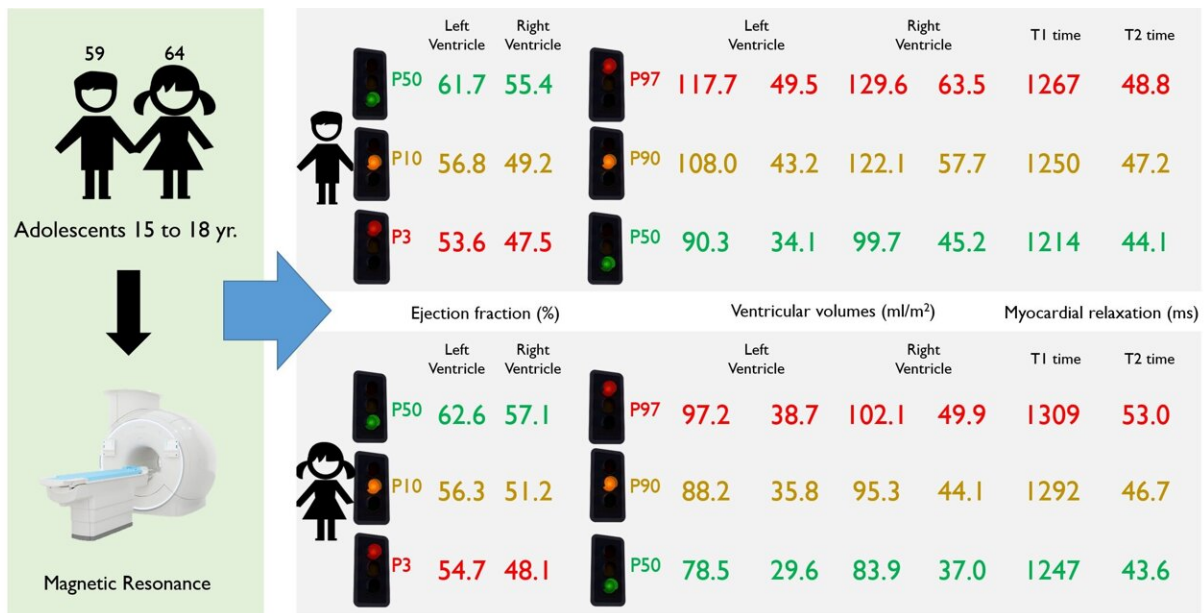 59 64
Adolescents 15 to 18 yr.
Magnetic Resonance
Left Right Left Right T1 time T2 time
Ventricle Ventricle Ventricle Ventricle
P50 61.7 55.4 P97 117.7 49.5 129.6 63.5 1267 48.8
P10 56.8 49.2 P90 108.0 43.2 122.1 57.7 1250 47.2
P3 53.6 47.5 P50 90.3 34.1 99.7 45.2 1214 44.1
Ejection fraction (%) Ventricular volumes (ml/m²) Myocardial relaxation (ms)
Left Right Left Right T1 time T2 time
Ventricle Ventricle Ventricle Ventricle
P50 62.6 57.1 P97 97.2 38.7 102.1 49.9 1309 53.0
P10 56.3 51.2 P90 88.2 35.8 95.3 44.1 1292 46.7
P3 54.7 48.1 P50 78.5 29.6 83.9 37.0 1247 43.6